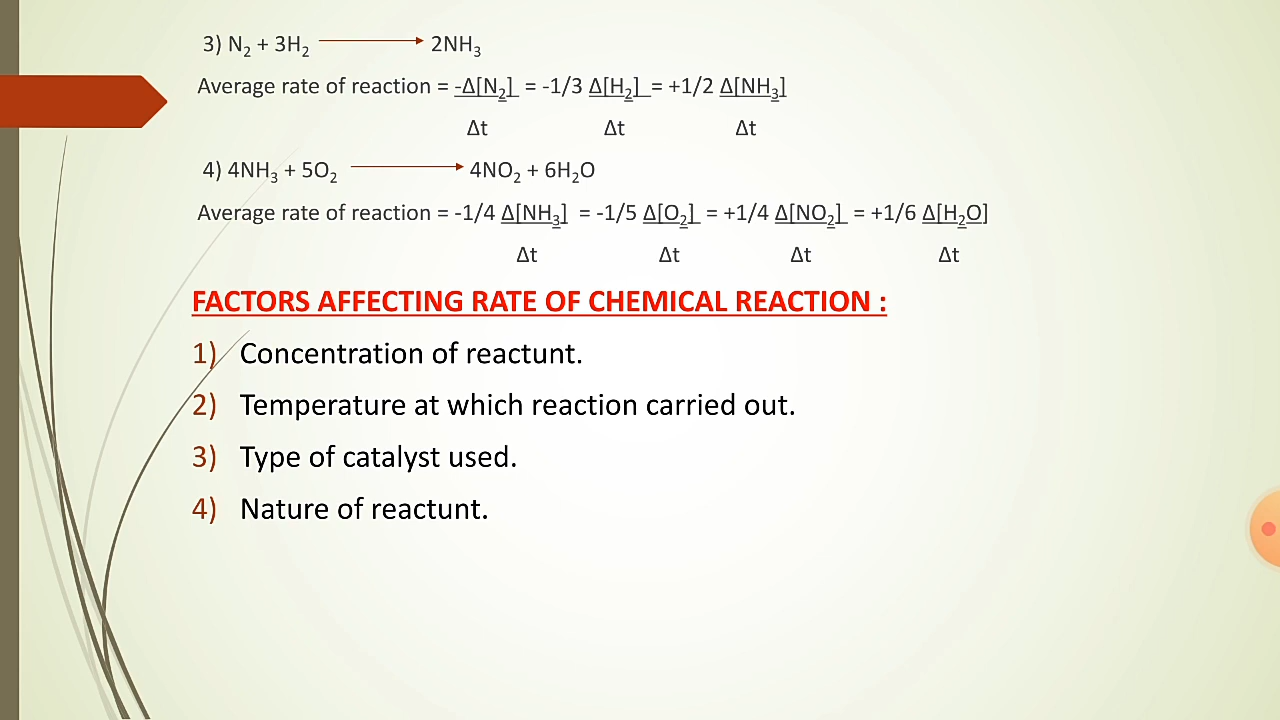 3) N₂ + 3H₂ ⟶ 2NH₃
Average rate of reaction = -Δ[N₂] = -1/3 Δ[H₂] = +1/2 Δ[NH₃]
Δt Δt Δt
4) 4NH₃ + 5O₂ ⟶ 4NO₂ + 6H₂O
Average rate of reaction = -1/4 Δ[NH₃] = -1/5 Δ[O₂] = +1/4 Δ[NO₂] = +1/6 Δ[H₂O]
Δt Δt Δt Δt
FACTORS AFFECTING RATE OF CHEMICAL REACTION :
1) Concentration of reactunt.
2) Temperature at which reaction carried out.
3) Type of catalyst used.
4) Nature of reactunt.